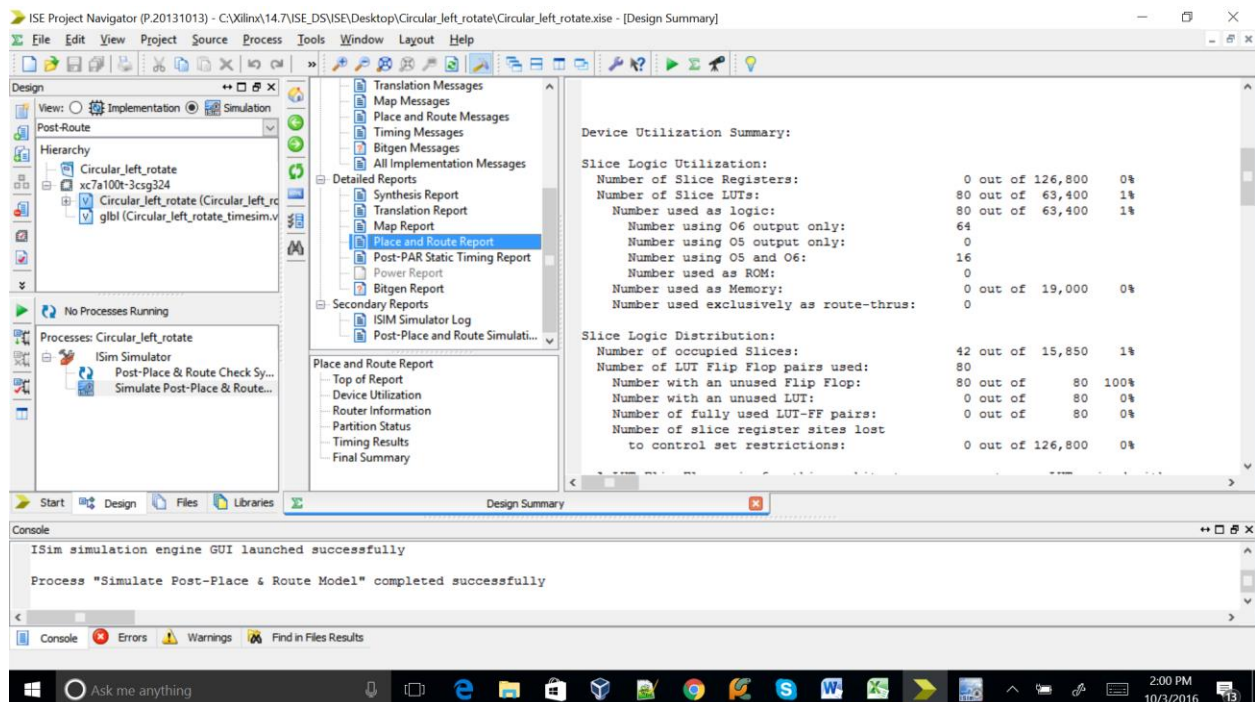 ISE Project Navigator (P.20131013) - C:\Xilinx\14.7\ISE_DS\ISE\Desktop\Circular_left_rotate\Circular_left_rotate.xise - [Design Summary]
File Edit View Project Source Process Tools Window Layout Help
Design
View: Implementation Simulation
Post-Route
Hierarchy
Circular_left_rotate
xc7a100t-3csg324
Circular_left_rotate (Circular_left_rc
glbl (Circular_left_rotate_timesim.v
No Processes Running
Processes: Circular_left_rotate
ISim Simulator
Post-Place & Route Check Sy...
Simulate Post-Place & Route...
Translation Messages
Map Messages
Place and Route Messages
Timing Messages
Bitgen Messages
All Implementation Messages
Detailed Reports
Synthesis Report
Translation Report
Map Report
Place and Route Report
Post-PAR Static Timing Report
Power Report
Bitgen Report
Secondary Reports
ISIM Simulator Log
Post-Place and Route Simulati...
Place and Route Report
Top of Report
Device Utilization
Router Information
Partition Status
Timing Results
Final Summary
Device Utilization Summary:
Slice Logic Utilization:
Number of Slice Registers: 0 out of 126,800 0%
Number of Slice LUTs: 80 out of 63,400 1%
Number used as logic: 80 out of 63,400 1%
Number using O6 output only: 64
Number using O5 output only: 0
Number using O5 and O6: 16
Number used as ROM: 0
Number used as Memory: 0 out of 19,000 0%
Number used exclusively as route-thrus: 0
Slice Logic Distribution:
Number of occupied Slices: 42 out of 15,850 1%
Number of LUT Flip Flop pairs used: 80
Number with an unused Flip Flop: 80 out of 80 100%
Number with an unused LUT: 0 out of 80 0%
Number of fully used LUT-FF pairs: 0 out of 80 0%
Number of slice register sites lost
to control set restrictions: 0 out of 126,800 0%
Start Design Files Libraries
Design Summary
Console
ISim simulation engine GUI launched successfully
Process "Simulate Post-Place & Route Model" completed successfully
Console Errors Warnings Find in Files Results
Ask me anything
2:00 PM
10/3/2016
13